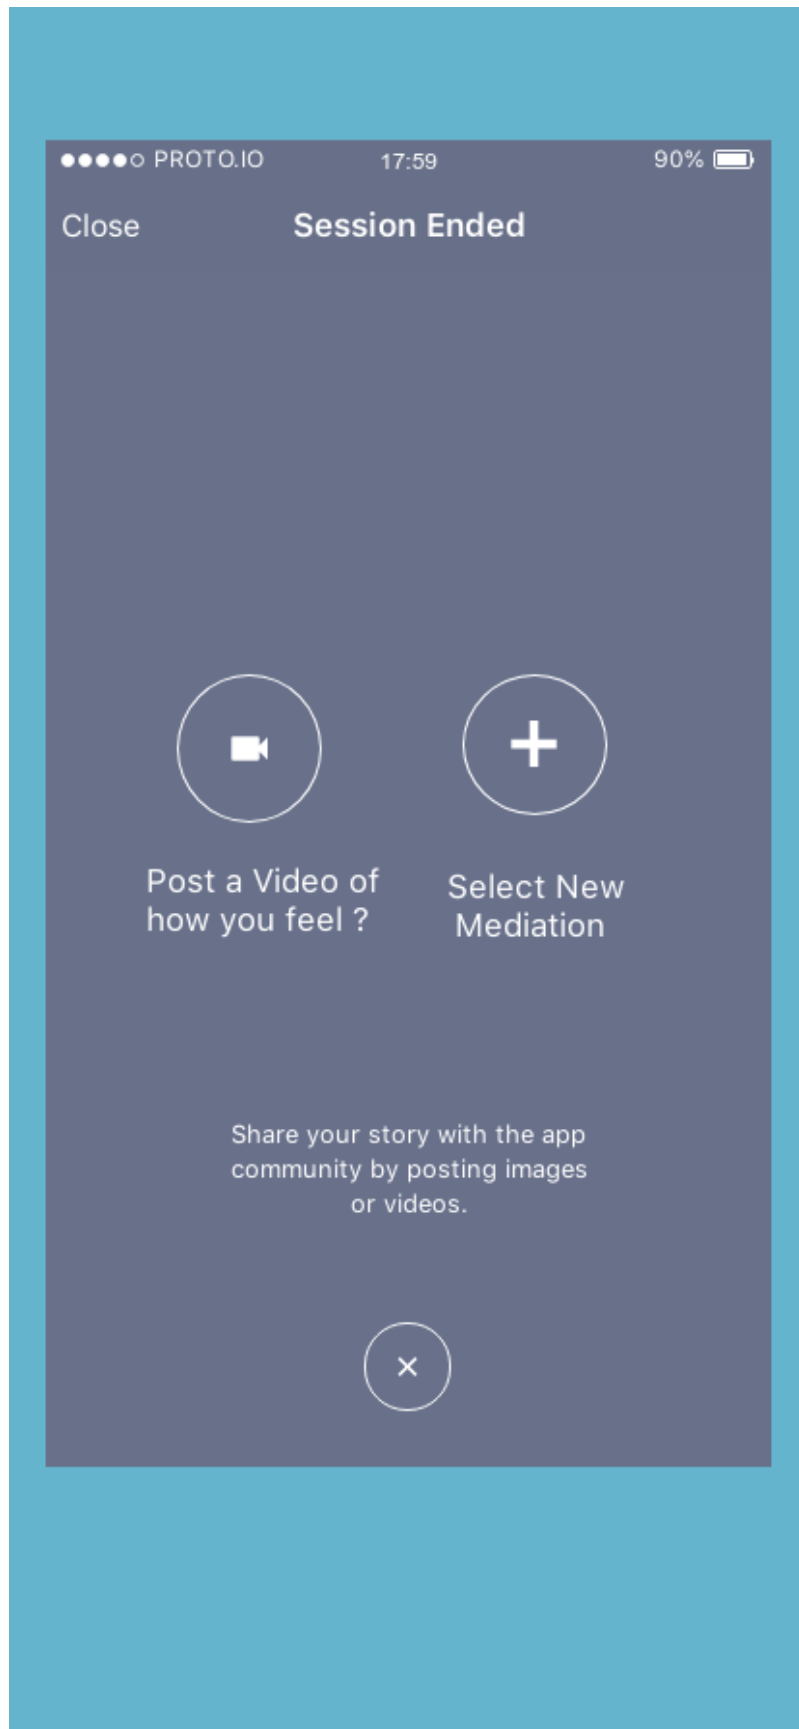 PROTO.IO 17:59 90%
Close Session Ended
Post a Video of
how you feel ?
Select New
Mediation
Share your story with the app
community by posting images
or videos.